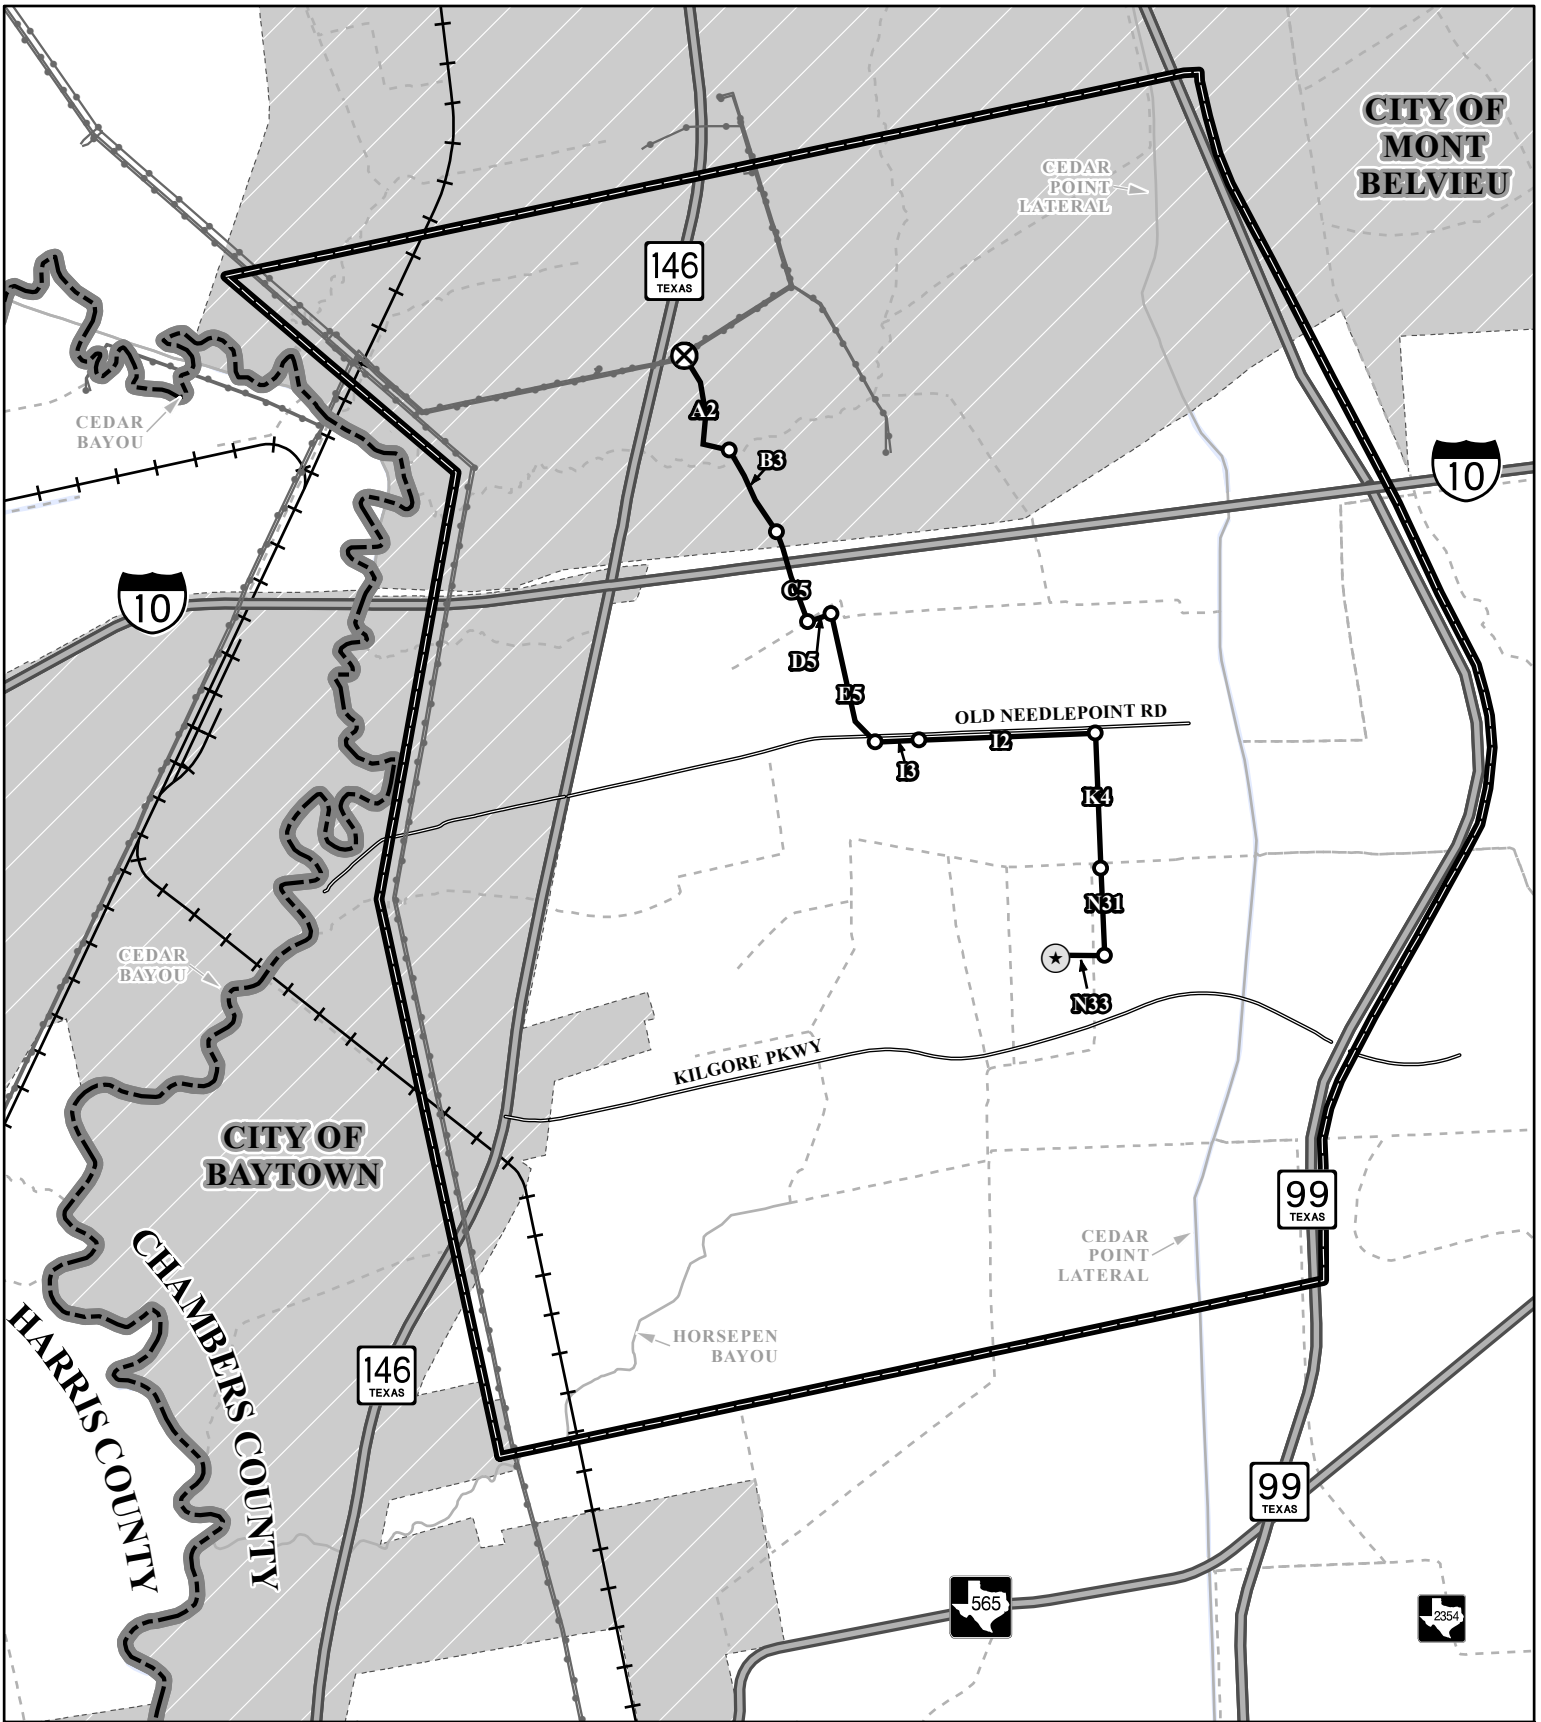 CITY OF
MONT
BELVIEU
CEDAR
POINT
LATERAL
146
TEXAS
A2
CEDAR
BAYOU
B3
10
10
C5
D5
E5
OLD NEEDLEPOINT RD
I2
I3
K4
N31
CEDAR
BAYOU
N33
KILGORE PKWY
CITY OF
BAYTOWN
99
TEXAS
CEDAR
POINT
LATERAL
CHAMBERS COUNTY
HARRIS COUNTY
HORSEPEN
BAYOU
146
TEXAS
99
TEXAS
565
2354